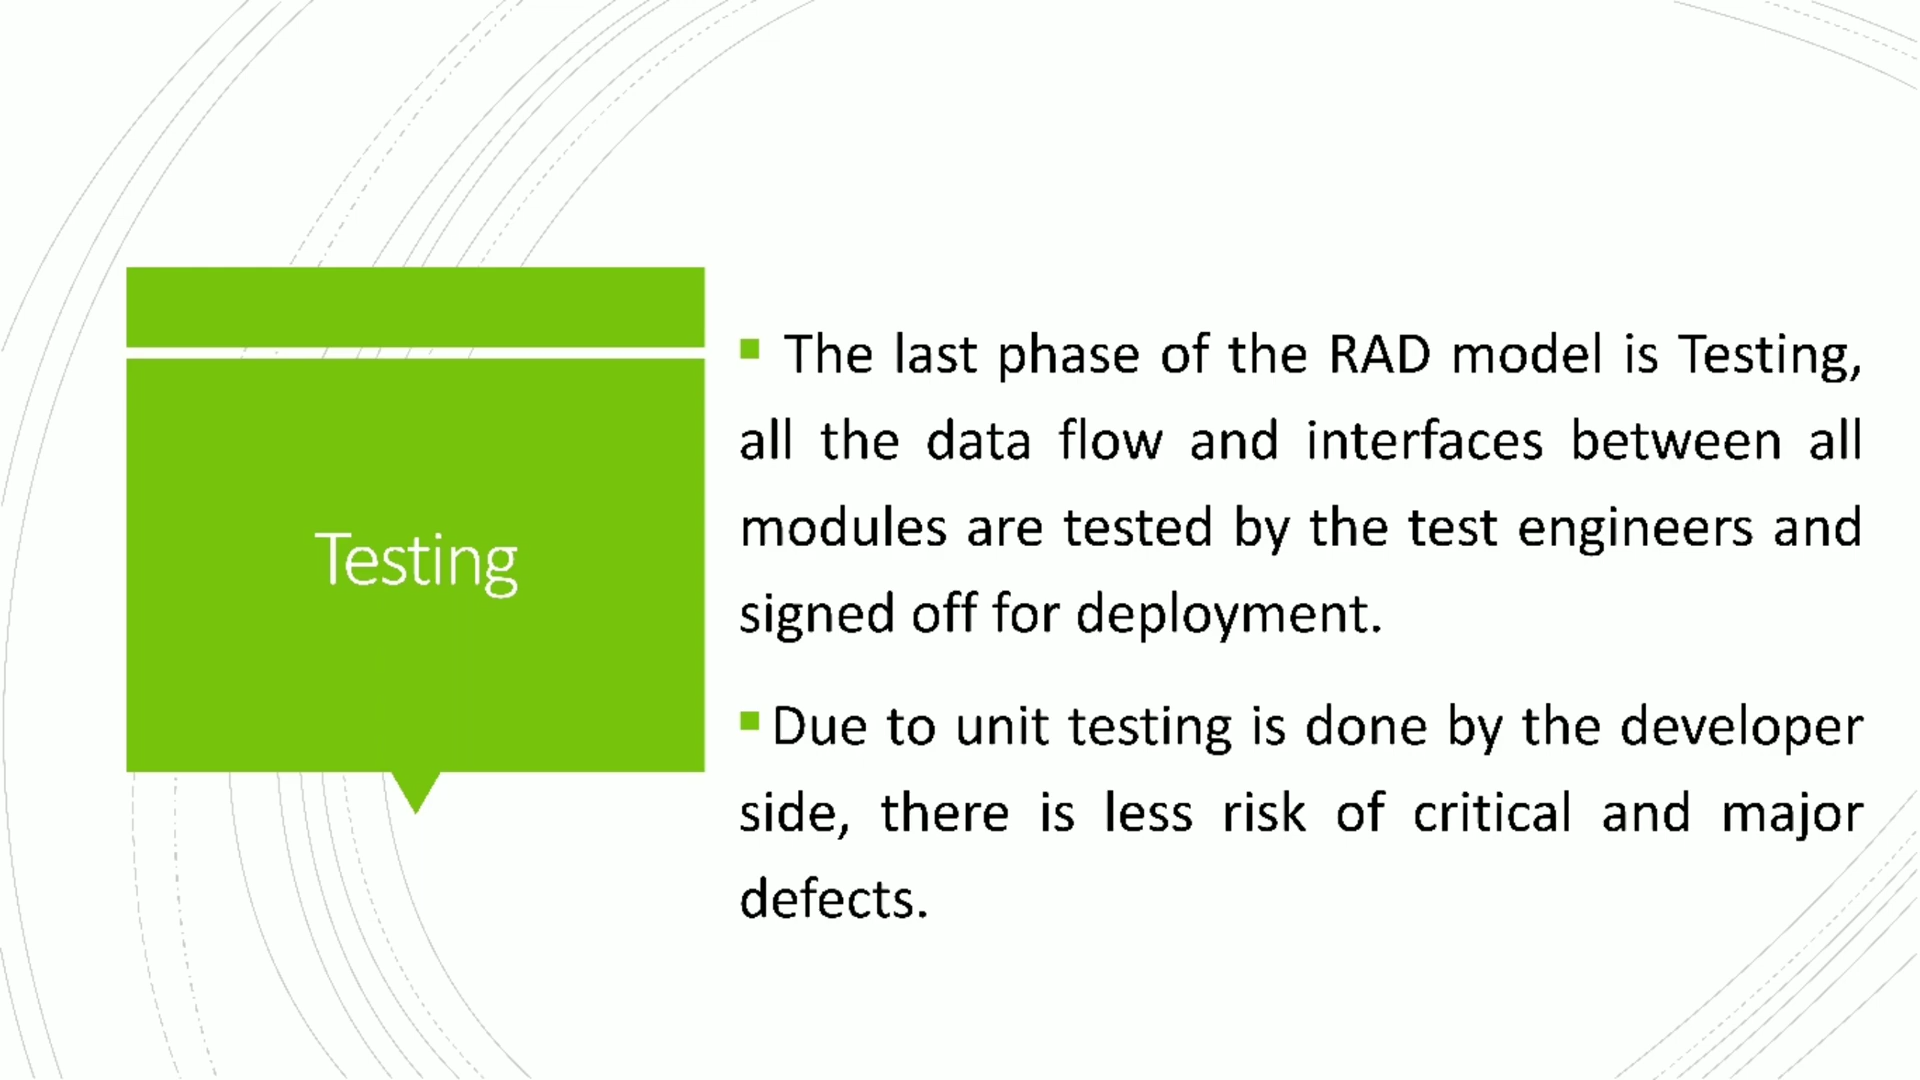 Testing
The last phase of the RAD model is Testing,
all the data flow and interfaces between all
modules are tested by the test engineers and
signed off for deployment.
Due to unit testing is done by the developer
side, there is less risk of critical and major
defects.